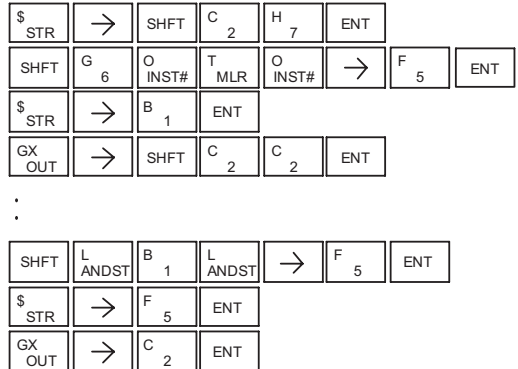 $ STR → SHFT C 2 H 7 ENT
SHFT G 6 O INST# T MLR O INST# → F 5 ENT
$ STR → B 1 ENT
GX OUT → SHFT C 2 C 2 ENT
:
SHFT L ANDST B 1 L ANDST → F 5 ENT
$ STR → F 5 ENT
GX OUT → C 2 ENT